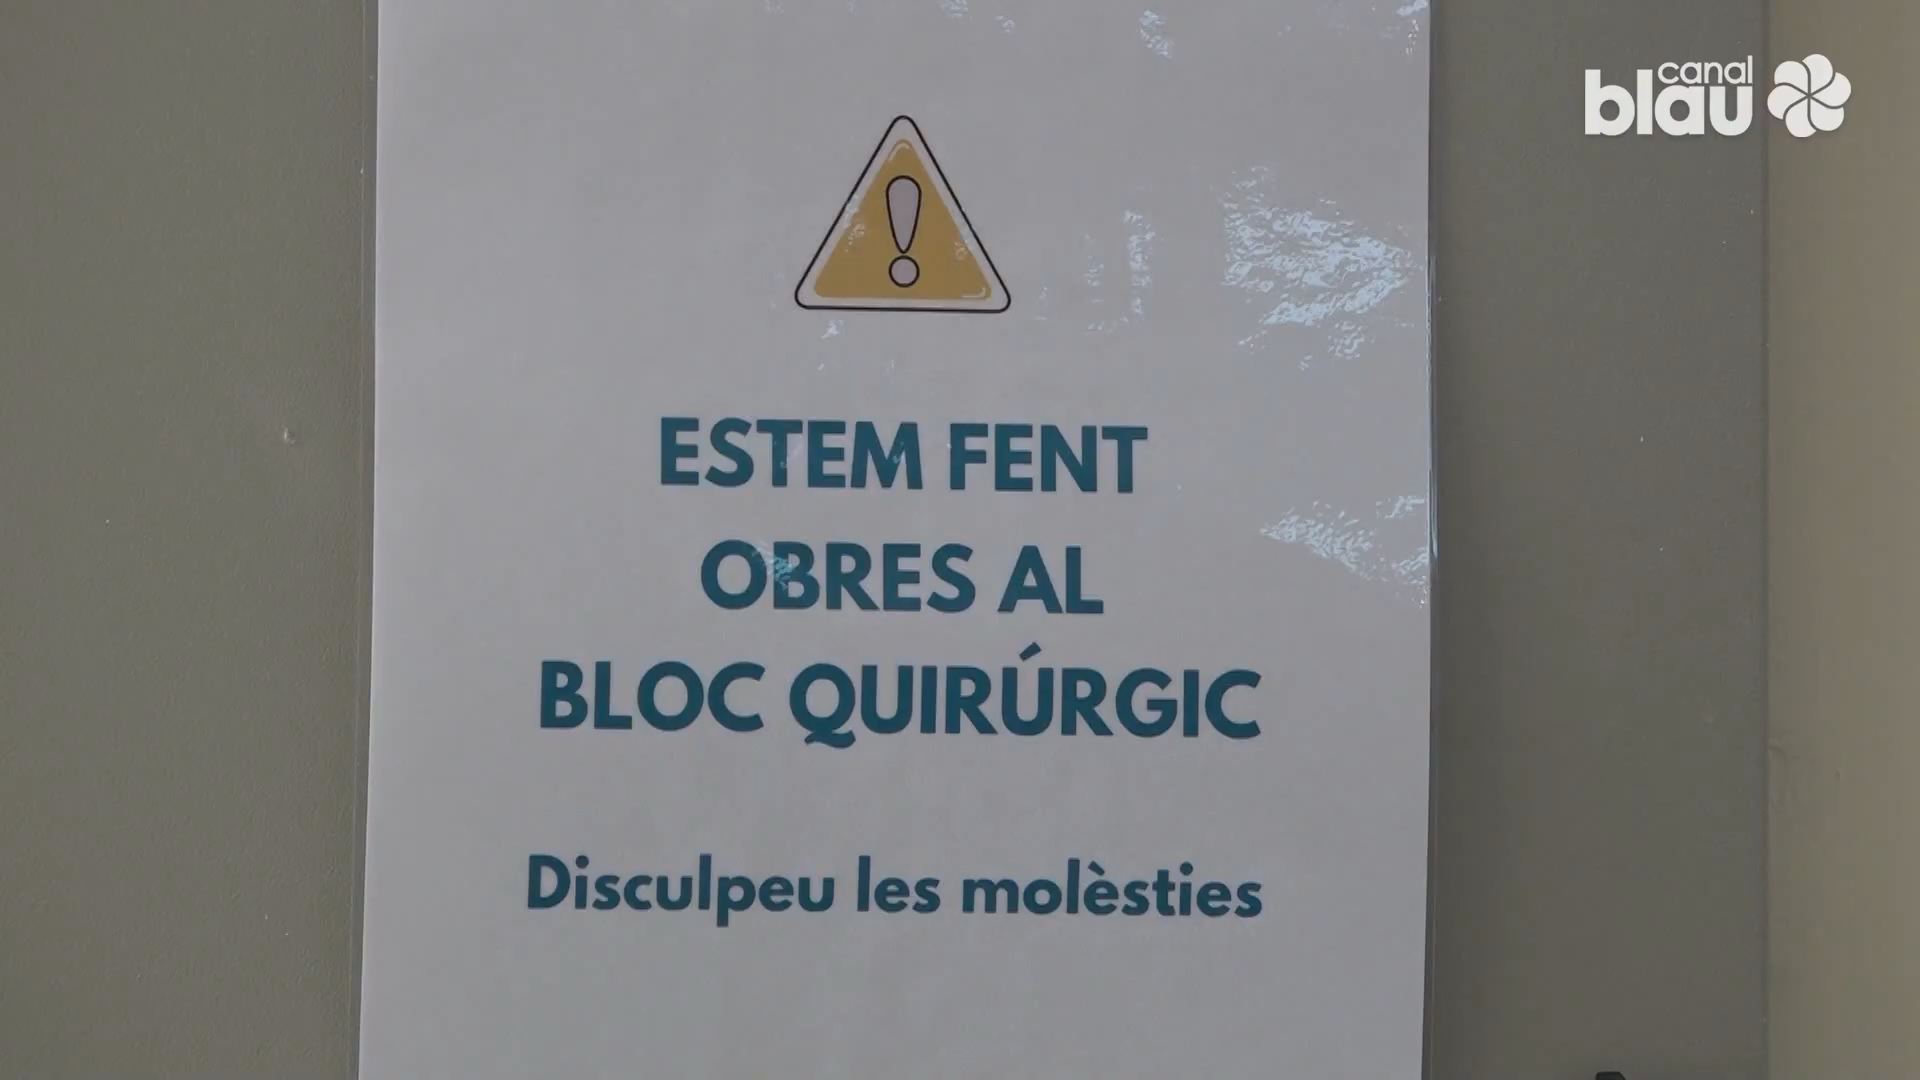 canal
blau
ESTEM FENT
OBRES AL
BLOC QUIRÚRGIC
Disculpeu les molèsties